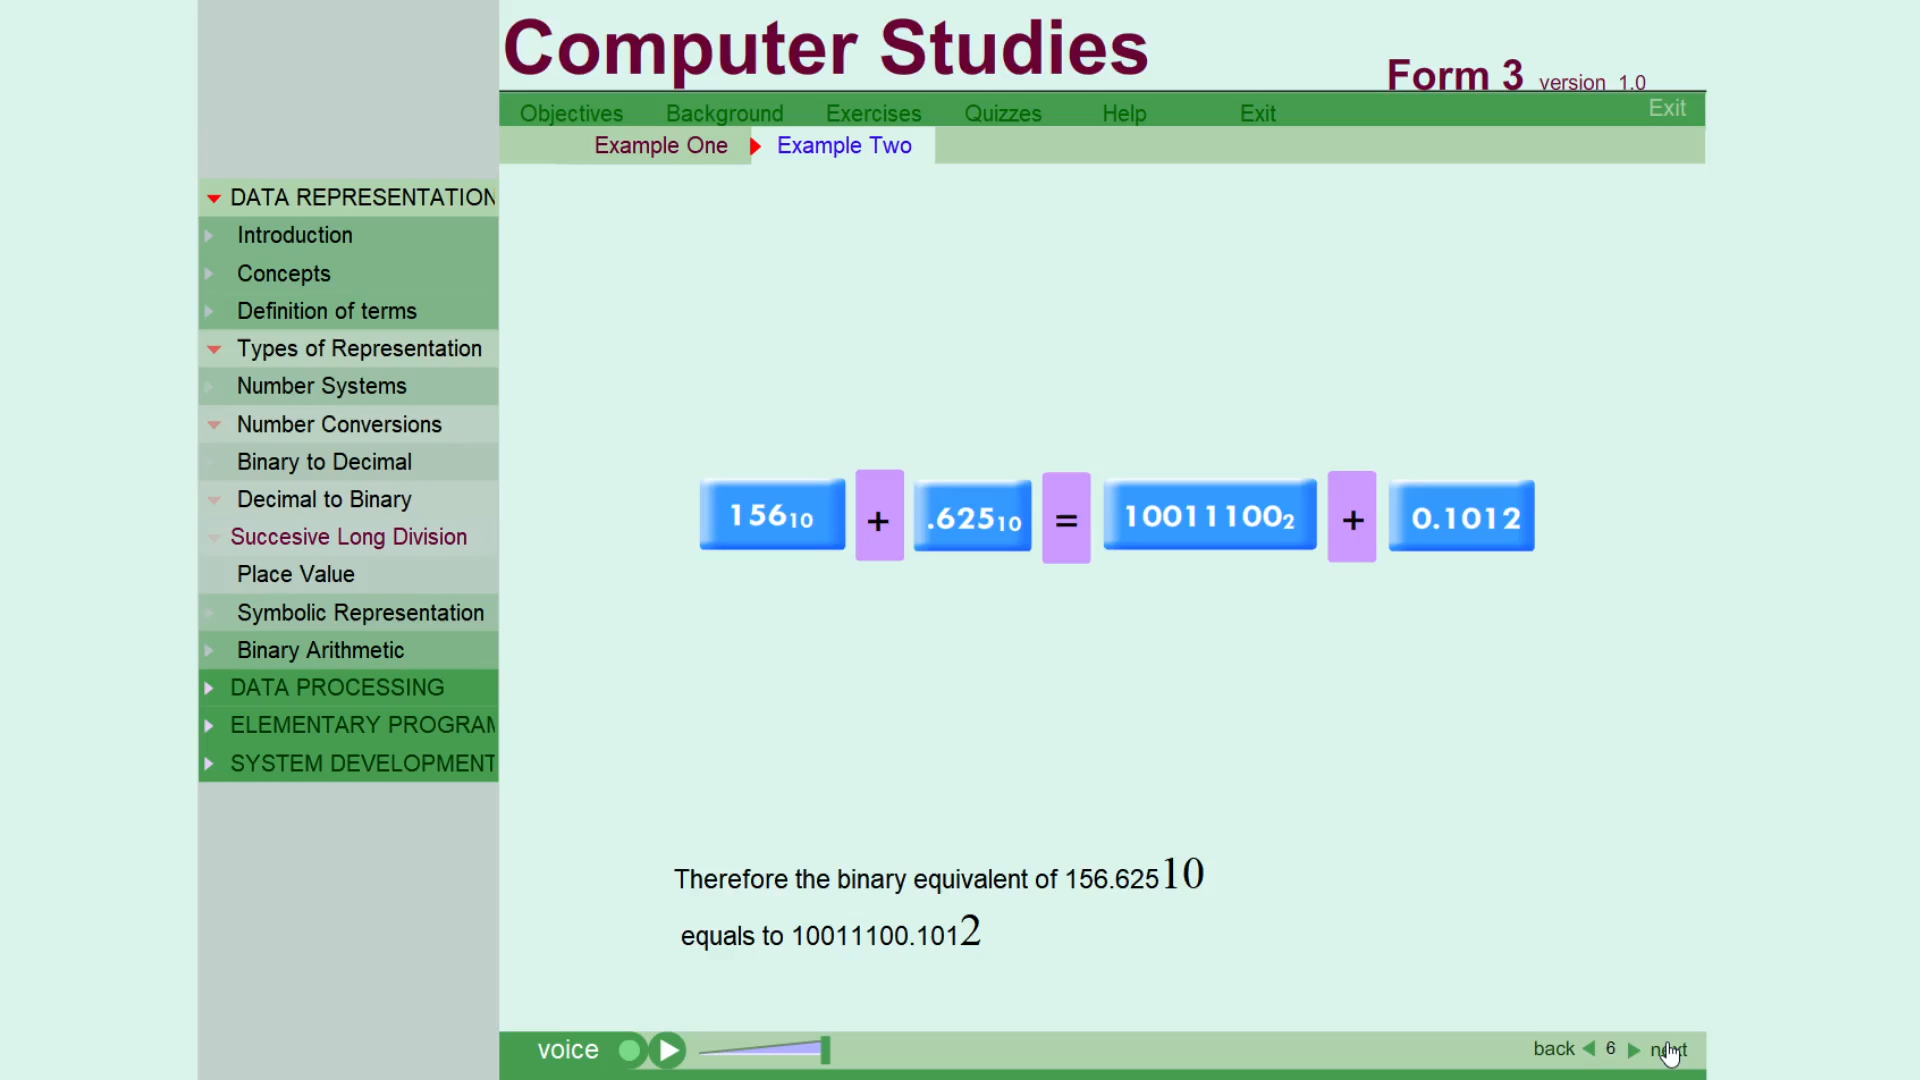 Computer Studies
Form 3 version 1.0
Objectives Background Exercises Quizzes Help Exit Exit
Example One Example Two
DATA REPRESENTATION
Introduction
Concepts
Definition of terms
Types of Representation
Number Systems
Number Conversions
Binary to Decimal
Decimal to Binary
Succesive Long Division
Place Value
Symbolic Representation
Binary Arithmetic
DATA PROCESSING
ELEMENTARY PROGRAM
SYSTEM DEVELOPMENT
156₁₀ + .625₁₀ = 10011100₂ + 0.1012
Therefore the binary equivalent of 156.62510
equals to 10011100.1012
voice back 6 next